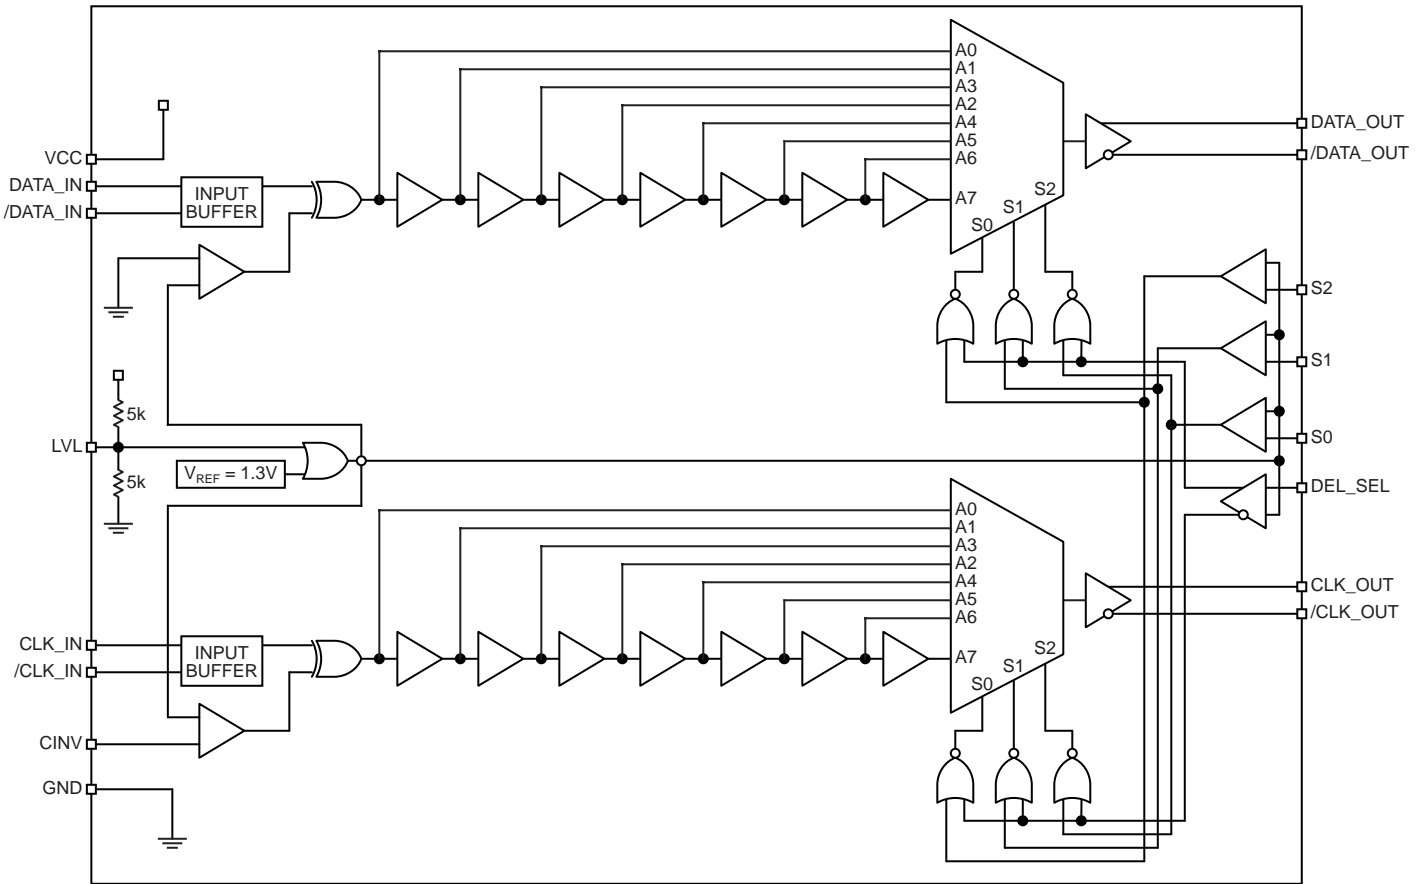 A0
A1
A3
A2
A4
A5
A6
A7
S0
S1
S2
VCC
DATA_IN
/DATA_IN
INPUT
BUFFER
DATA_OUT
/DATA_OUT
S2
S1
S0
DEL_SEL
5k
LVL
5k
VREF = 1.3V
A0
A1
A3
A2
A4
A5
A6
A7
S0
S1
S2
CLK_OUT
/CLK_OUT
CLK_IN
/CLK_IN
INPUT
BUFFER
CINV
GND